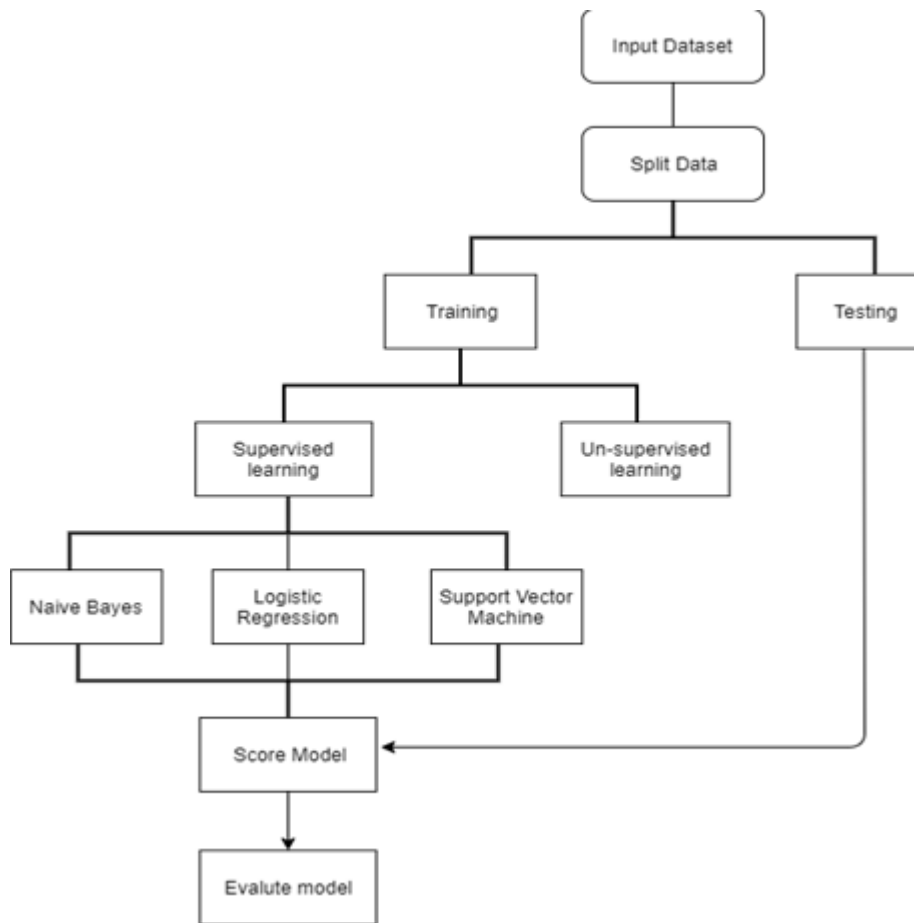 Input Dataset
Split Data
Training
Testing
Supervised
learning
Un-supervised
learning
Naive Bayes
Logistic
Regression
Support Vector
Machine
Score Model
Evalute model